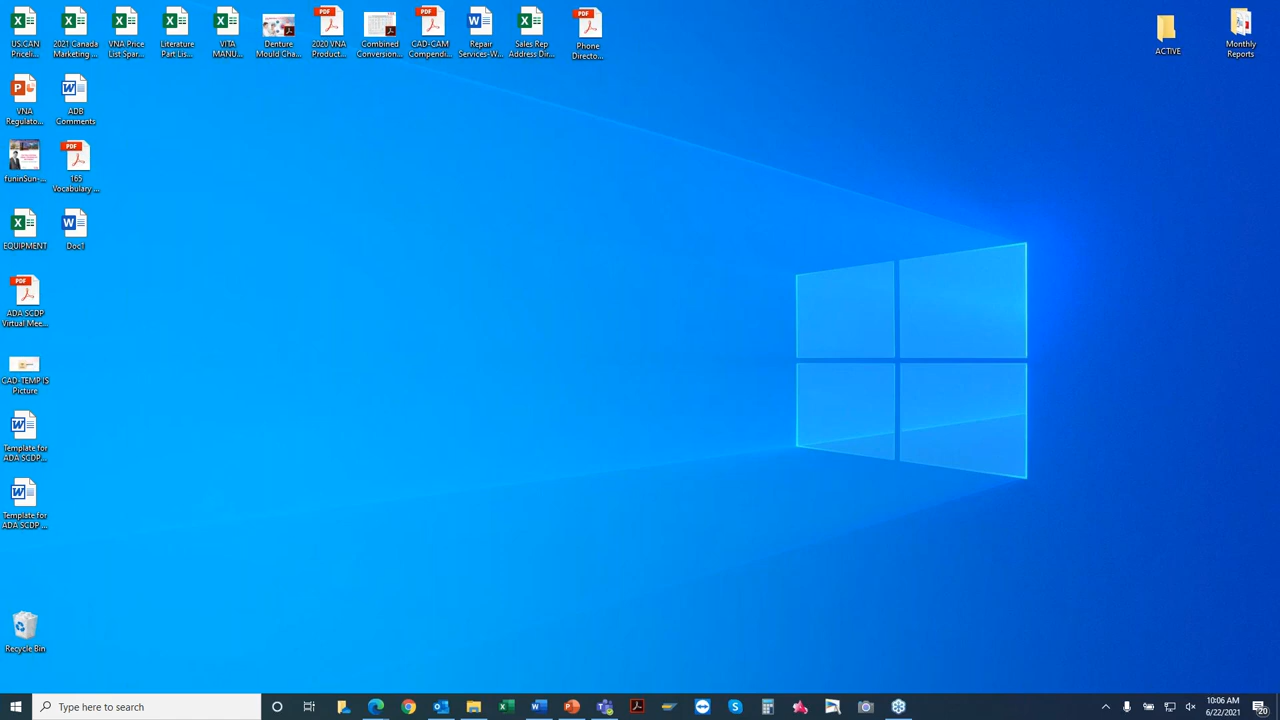 US.CAN
Priceli...
2021 Canada
Marketing ...
VNA Price
List Spar...
Literature
Part Lis...
VITA
MANU...
Denture
Mould Cha...
PDF
2020 VNA
Product...
Combined
Conversion...
PDF
CAD-CAM
Compendi...
Repair
Services-W...
Sales Rep
Address Dir...
PDF
Phone
Directo...
ACTIVE
Monthly
Reports
VNA
Regulato...
ADB
Comments
funinSun-...
PDF
165
Vocabulary ...
EQUIPMENT
Doc1
PDF
ADA SCDP
Virtual Mee...
CAD-TEMP IS
Picture
Template for
ADA SCDP...
Template for
ADA SCDP ...
Recycle Bin
Type here to search
10:06 AM
6/22/2021
20